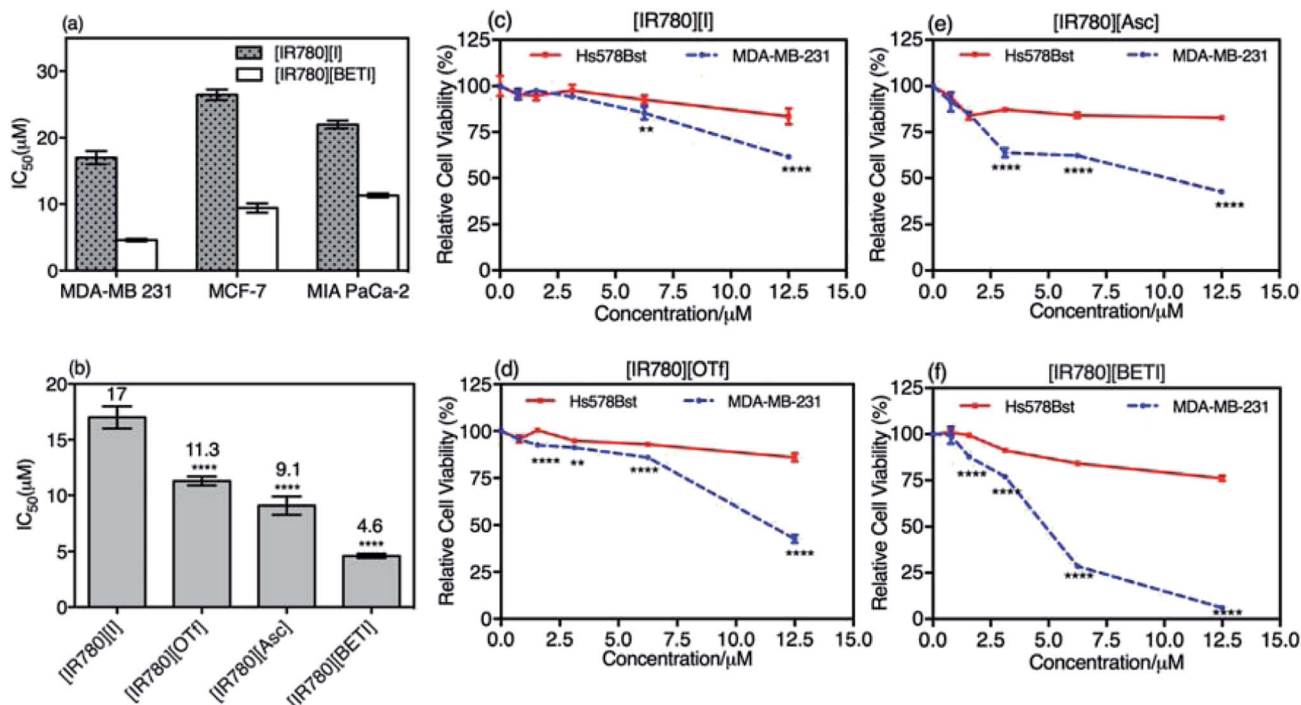 (a)
[IR780][I]
[IR780][BETI]
IC50(μM)
30
20
10
0
MDA-MB 231 MCF-7 MIA PaCa-2
(b)
IC50(μM)
20
15
10
5
0
17
11.3
****
9.1
****
4.6
****
[IR780][I]
[IR780][OTf]
[IR780][Asc]
[IR780][BETI]
(c) [IR780][I]
Relative Cell Viability (%)
125
100
75
50
25
0
Hs578Bst MDA-MB-231
**
****
0.0 2.5 5.0 7.5 10.0 12.5 15.0
Concentration/μM
(d) [IR780][OTf]
Relative Cell Viability (%)
125
100
75
50
25
0
Hs578Bst MDA-MB-231
**** ** ****
****
0.0 2.5 5.0 7.5 10.0 12.5 15.0
Concentration/μM
(e) [IR780][Asc]
Relative Cell Viability (%)
125
100
75
50
25
0
Hs578Bst MDA-MB-231
**** ****
****
0.0 2.5 5.0 7.5 10.0 12.5 15.0
Concentration/μM
(f) [IR780][BETI]
Relative Cell Viability (%)
125
100
75
50
25
0
Hs578Bst MDA-MB-231
****
****
****
****
0.0 2.5 5.0 7.5 10.0 12.5 15.0
Concentration/μM